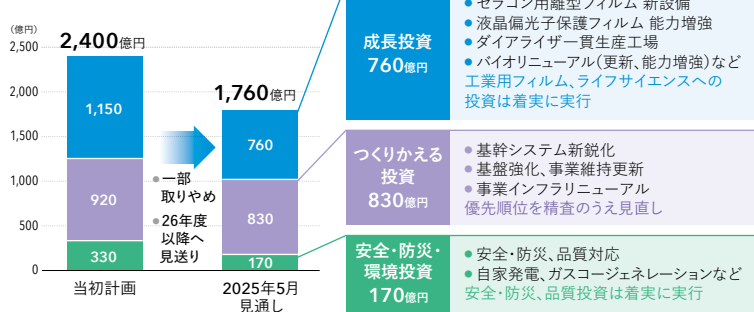 (億円)
2,500
2,000
1,500
1,000
500
0
2,400億円
1,150
920
330
当初計画
● 一部
取りやめ
● 26年度
以降へ
見送り
1,760億円
760
830
170
2025年5月
見通し
成長投資
760億円
● セラコン用離型フィルム 新設備
● 液晶偏光子保護フィルム 能力増強
● ダイアライザー貫生産工場
● バイオリニューアル(更新、能力増強)など
工業用フィルム、ライフサイエンスへの
投資は着実に実行
つくりかえる
投資
830億円
● 基幹システム新鋭化
● 基盤強化、事業維持更新
● 事業インフラリニューアル
優先順位を精査のうえ見直し
安全・防災・
環境投資
170億円
● 安全・防災、品質対応
● 自家発電、ガスコージェネレーションなど
安全・防災、品質投資は着実に実行